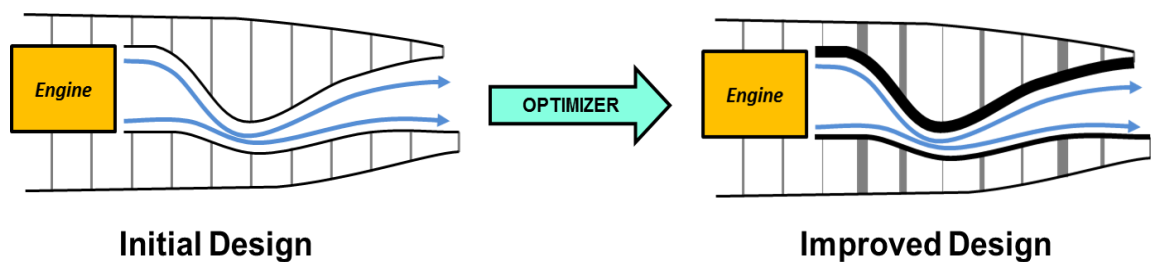 Engine
OPTIMIZER
Engine
Initial Design
Improved Design